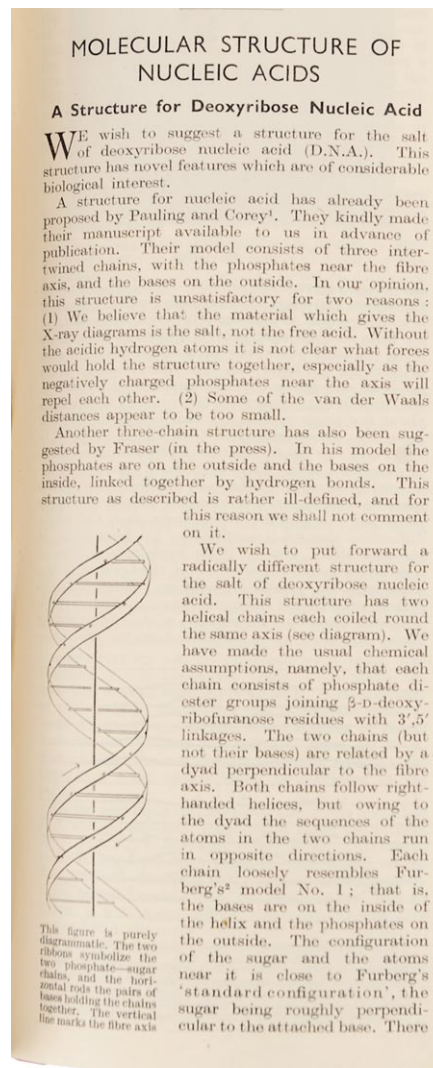 MOLECULAR STRUCTURE OF
NUCLEIC ACIDS
A Structure for Deoxyribose Nucleic Acid
WE wish to suggest a structure for the salt
of deoxyribose nucleic acid (D.N.A.). This
structure has novel features which are of considerable
biological interest.
A structure for nucleic acid has already been
proposed by Pauling and Corey¹. They kindly made
their manuscript available to us in advance of
publication. Their model consists of three inter-
twined chains, with the phosphates near the fibre
axis, and the bases on the outside. In our opinion,
this structure is unsatisfactory for two reasons :
(1) We believe that the material which gives the
X-ray diagrams is the salt, not the free acid. Without
the acidic hydrogen atoms it is not clear what forces
would hold the structure together, especially as the
negatively charged phosphates near the axis will
repel each other. (2) Some of the van der Waals
distances appear to be too small.
Another three-chain structure has also been sug-
gested by Fraser (in the press). In his model the
phosphates are on the outside and the bases on the
inside, linked together by hydrogen bonds. This
structure as described is rather ill-defined, and for
this reason we shall not comment
on it.
We wish to put forward a
radically different structure for
the salt of deoxyribose nucleic
acid. This structure has two
helical chains each coiled round
the same axis (see diagram). We
have made the usual chemical
assumptions, namely, that each
chain consists of phosphate di-
ester groups joining β-D-deoxy-
ribofuranose residues with 3′,5′
linkages. The two chains (but
not their bases) are related by a
dyad perpendicular to the fibre
axis. Both chains follow right-
handed helices, but owing to
the dyad the sequences of the
atoms in the two chains run
in opposite directions. Each
chain loosely resembles Fur-
berg's² model No. 1 ; that is,
the bases are on the inside of
the helix and the phosphates on
the outside. The configuration
of the sugar and the atoms
near it is close to Furberg's
'standard configuration', the
sugar being roughly perpendi-
cular to the attached base. There
This figure is purely
diagrammatic. The two
ribbons symbolize the
two phosphate—sugar
chains, and the hori-
zontal rods the pairs of
bases holding the chains
together. The vertical
line marks the fibre axis